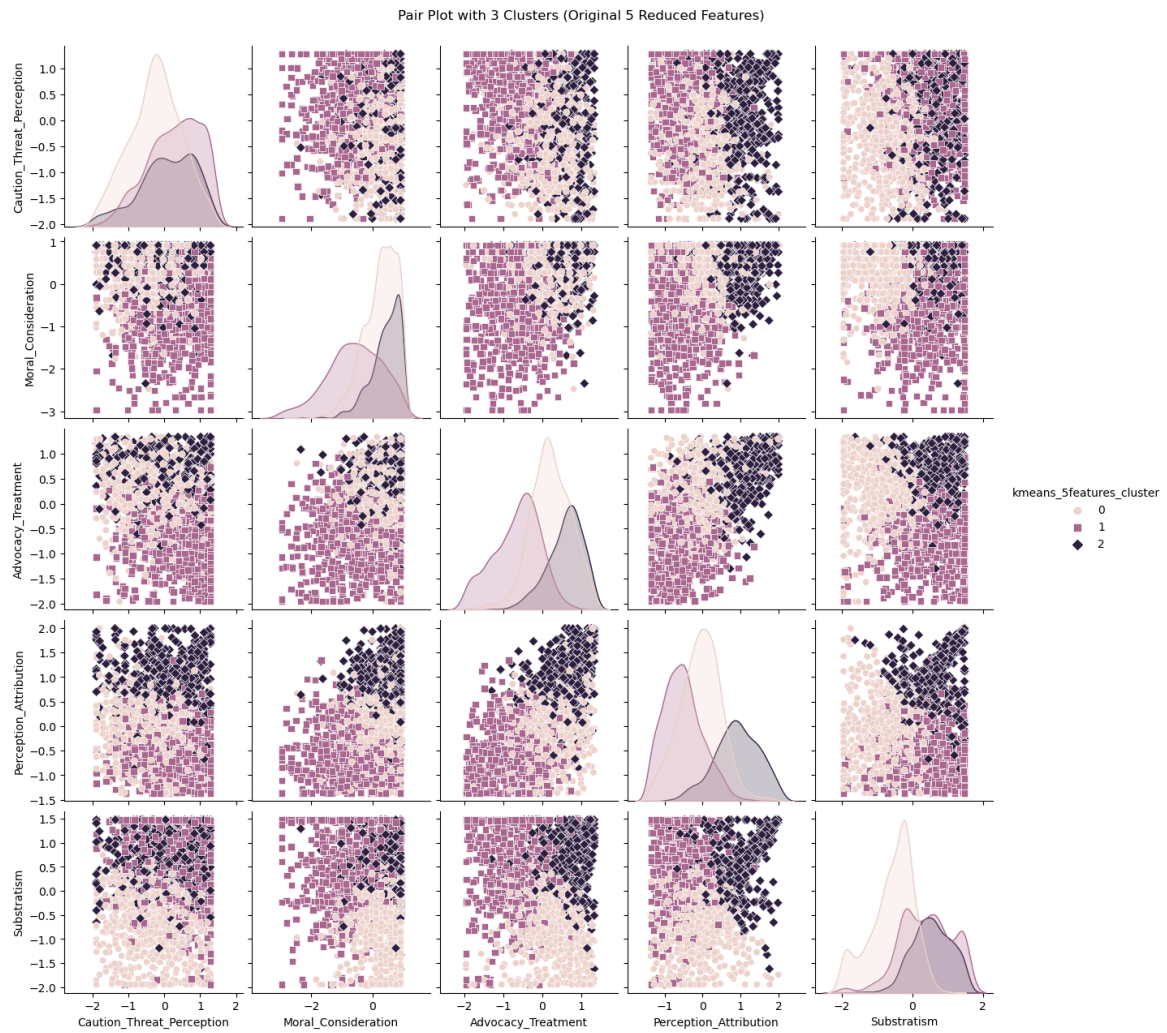 Pair Plot with 3 Clusters (Original 5 Reduced Features)
Caution_Threat_Perception
1.0
0.5
0.0
−0.5
−1.0
−1.5
−2.0
Moral_Consideration
1
0
−1
−2
−3
Advocacy_Treatment
1.0
0.5
0.0
−0.5
−1.0
−1.5
−2.0
kmeans_5features_cluster
0
1
2
Perception_Attribution
2.0
1.5
1.0
0.5
0.0
−0.5
−1.0
−1.5
Substratism
1.5
1.0
0.5
0.0
−0.5
−1.0
−1.5
−2.0
−2 −1 0 1 2
−2 0
−2 −1 0 1
−1 0 1 2
−2 0 2
Caution_Threat_Perception
Moral_Consideration
Advocacy_Treatment
Perception_Attribution
Substratism